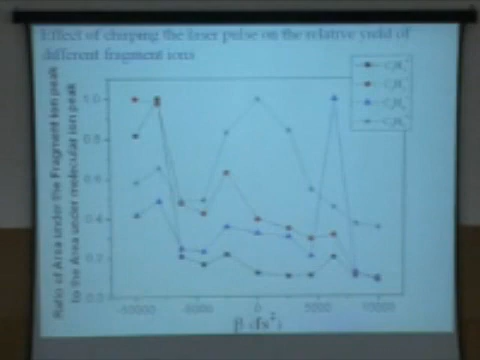 Effect of chirping the laser pulse on the relative yield of
different fragment ions
Ratio of Area under the Fragment ion peak
to the Area under molecular ion peak
1.0
0.8
0.6
0.4
0.2
0.0
-10000 -5000 0 5000 10000
β (fs²)